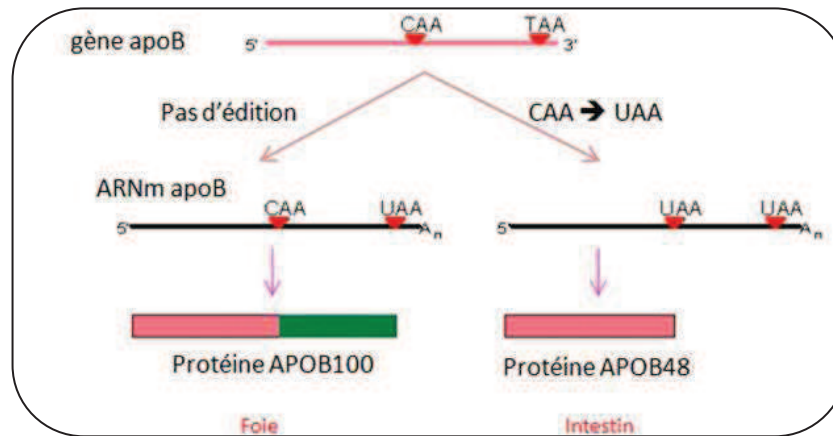 CAA TAA
gène apoB 5' 3'
Pas d'édition CAA → UAA
ARNm apoB
CAA UAA UAA UAA
5' An 5' An
Protéine APOB100 Protéine APOB48
Foie Intestin